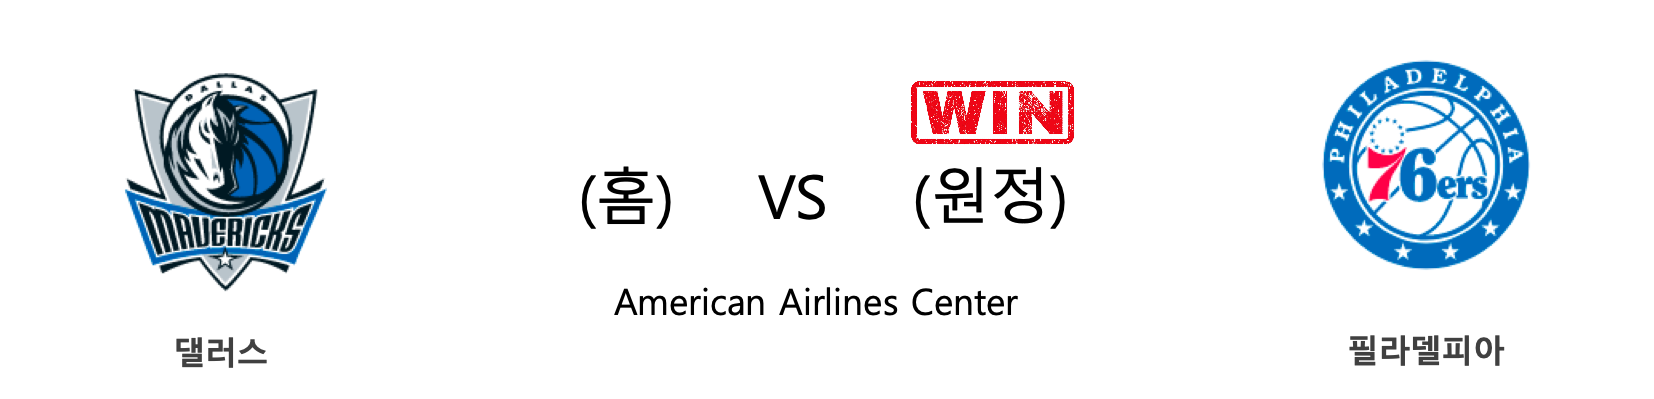 DALLAS
MAVERICKS
댈러스
WIN
(홈) VS (원정)
American Airlines Center
PHILADELPHIA
76ers
필라델피아